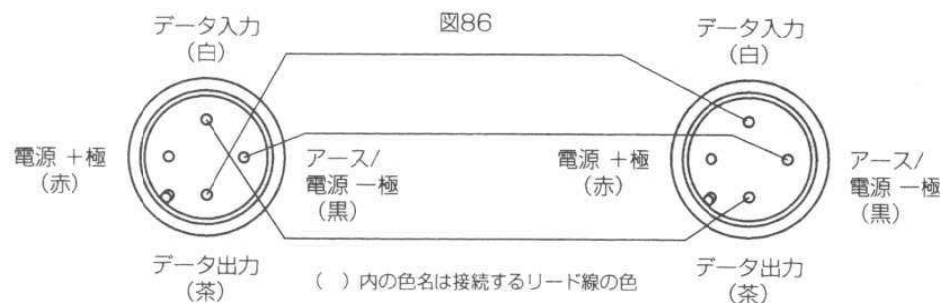 図86
データ入力
(白)
電源 +極
(赤)
アース/
電源 ー極
(黒)
データ出力
(茶)
データ入力
(白)
電源 +極
(赤)
アース/
電源 ー極
(黒)
データ出力
(茶)
( )内の色名は接続するリード線の色